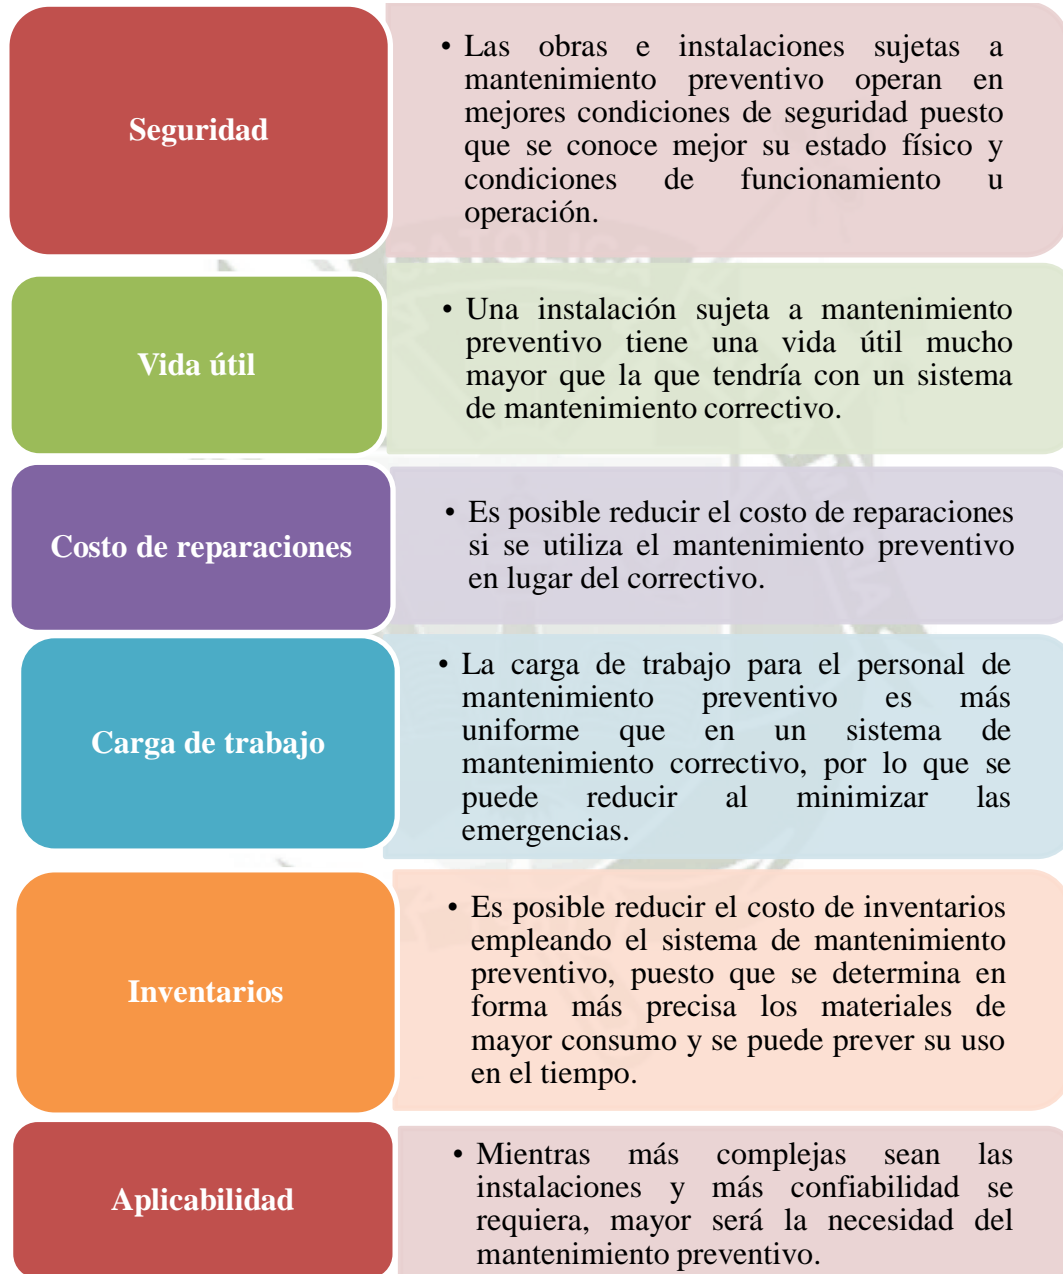 Seguridad
• Las obras e instalaciones sujetas a
mantenimiento preventivo operan en
mejores condiciones de seguridad puesto
que se conoce mejor su estado físico y
condiciones de funcionamiento u
operación.
Vida útil
• Una instalación sujeta a mantenimiento
preventivo tiene una vida útil mucho
mayor que la que tendría con un sistema
de mantenimiento correctivo.
Costo de reparaciones
• Es posible reducir el costo de reparaciones
si se utiliza el mantenimiento preventivo
en lugar del correctivo.
Carga de trabajo
• La carga de trabajo para el personal de
mantenimiento preventivo es más
uniforme que en un sistema de
mantenimiento correctivo, por lo que se
puede reducir al minimizar las
emergencias.
Inventarios
• Es posible reducir el costo de inventarios
empleando el sistema de mantenimiento
preventivo, puesto que se determina en
forma más precisa los materiales de
mayor consumo y se puede prever su uso
en el tiempo.
Aplicabilidad
• Mientras más complejas sean las
instalaciones y más confiabilidad se
requiera, mayor será la necesidad del
mantenimiento preventivo.